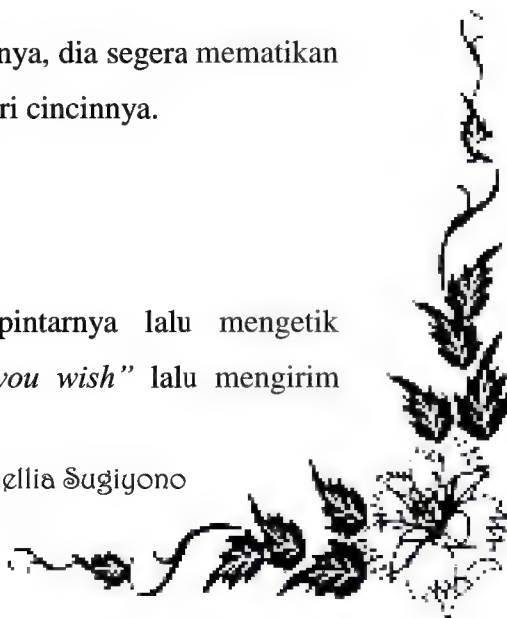 nya, dia segera mematikan
ri cincinnya.
pintarnya lalu mengetik
you wish” lalu mengirim
ellia Sugiyono